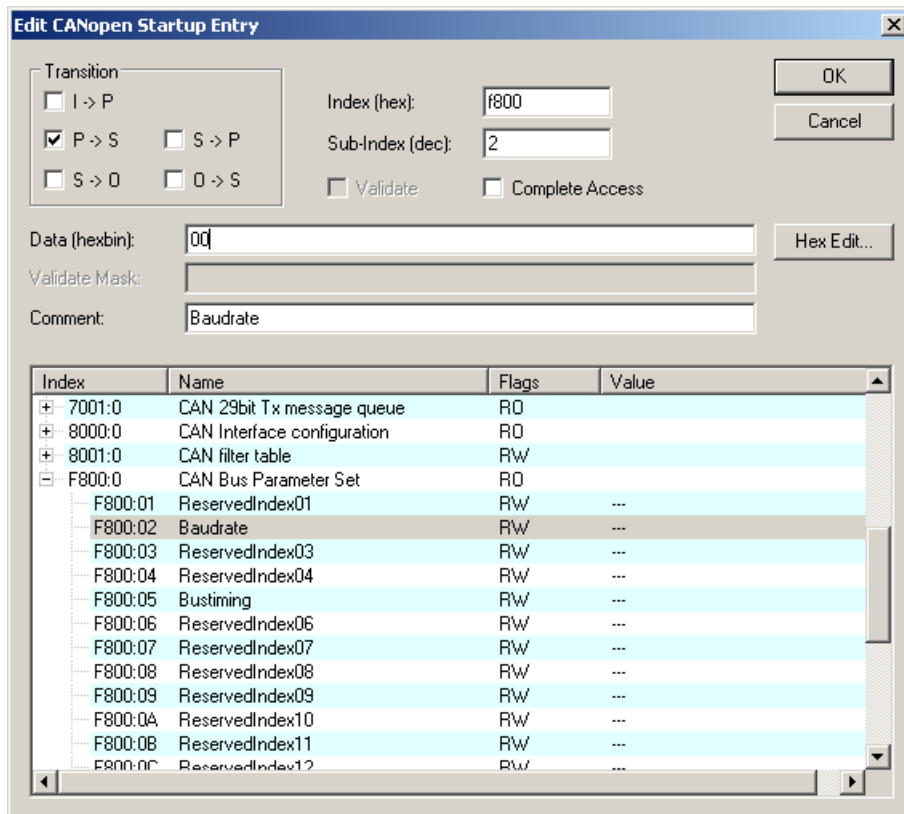 Edit CANopen Startup Entry
Transition
I -> P
P -> S
S -> P
S -> O
O -> S
Index (hex):
f800
Sub-Index (dec):
2
Validate
Complete Access
OK
Cancel
Data (hexbin):
00
Hex Edit...
Validate Mask:
Comment:
Baudrate
Index Name Flags Value
7001:0 CAN 29bit Tx message queue RO
8000:0 CAN Interface configuration RO
8001:0 CAN filter table RW
F800:0 CAN Bus Parameter Set RO
F800:01 ReservedIndex01 RW ---
F800:02 Baudrate RW ---
F800:03 ReservedIndex03 RW ---
F800:04 ReservedIndex04 RW ---
F800:05 Bustiming RW ---
F800:06 ReservedIndex06 RW ---
F800:07 ReservedIndex07 RW ---
F800:08 ReservedIndex08 RW ---
F800:09 ReservedIndex09 RW ---
F800:0A ReservedIndex10 RW ---
F800:0B ReservedIndex11 RW ---
F800:0C ReservedIndex12 RW ---